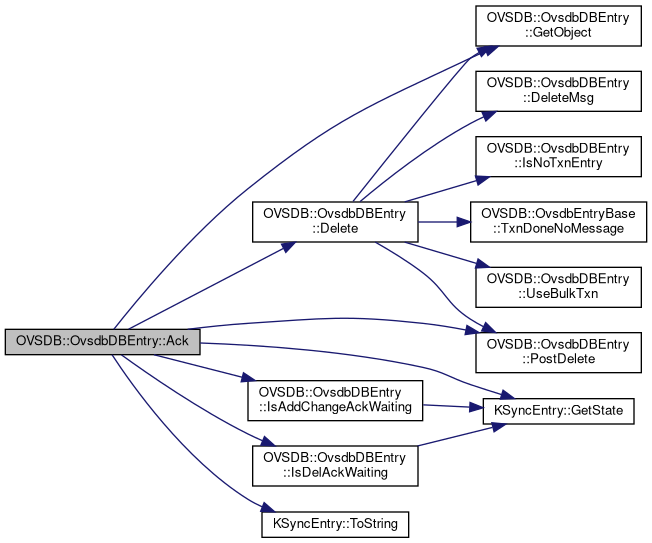 OVSDB::OvsdbDBEntry
::GetObject
OVSDB::OvsdbDBEntry
::DeleteMsg
OVSDB::OvsdbDBEntry
::IsNoTxnEntry
OVSDB::OvsdbDBEntry
::Delete
OVSDB::OvsdbEntryBase
::TxnDoneNoMessage
OVSDB::OvsdbDBEntry
::UseBulkTxn
OVSDB::OvsdbDBEntry::Ack
OVSDB::OvsdbDBEntry
::PostDelete
OVSDB::OvsdbDBEntry
::IsAddChangeAckWaiting
KSyncEntry::GetState
OVSDB::OvsdbDBEntry
::IsDelAckWaiting
KSyncEntry::ToString